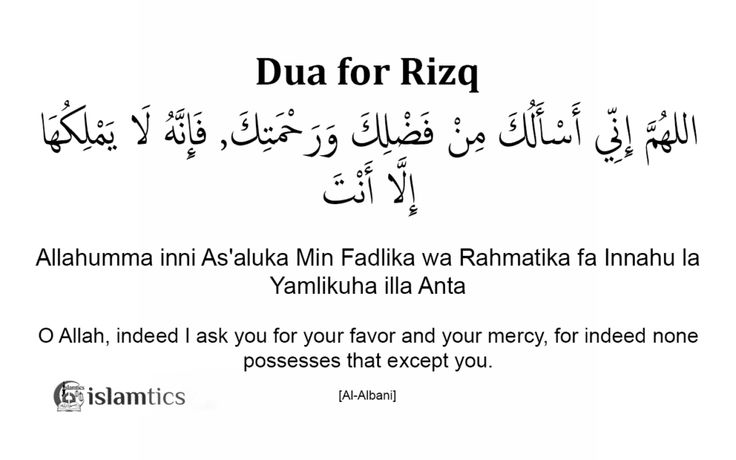 Dua for Rizq
اللهُمَّ إِنِّي أَسْأَلُكَ مِنْ فَضْلِكَ وَرَحْمَتِكَ, فَإِنَّهُ لَا يَمْلِكُهَا
إِلَّا أَنْتَ
Allahumma inni As'aluka Min Fadlika wa Rahmatika fa Innahu la
Yamlikuha illa Anta
O Allah, indeed I ask you for your favor and your mercy, for indeed none
possesses that except you.
[Al-Albani]
islamtics